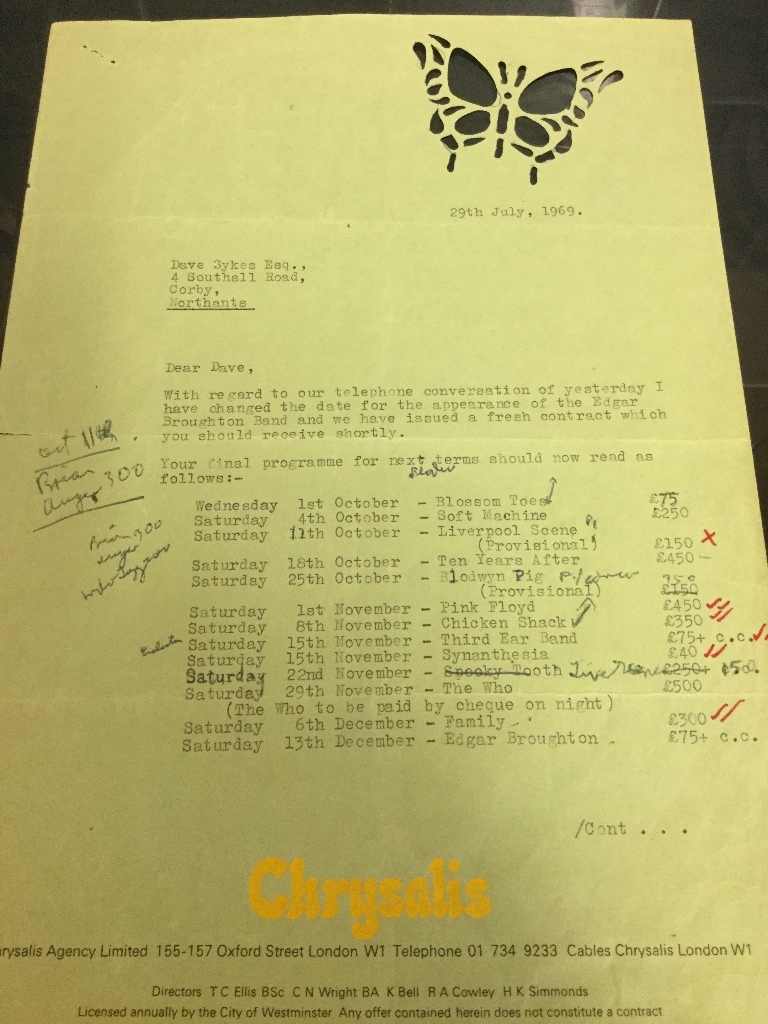 29th July, 1969.
Dave Sykes Esq.,
4 Southall Road,
Corby,
Northants
Dear Dave,
With regard to our telephone conversation of yesterday I
have changed the date for the appearance of the Edgar
Broughton Band and we have issued a fresh contract which
you should receive shortly.
Your final programme for next terms should now read as
follows:-
Oct 11th
Brian
Auger 300
Wednesday 1st October - Blossom Toes £75
Saturday 4th October - Soft Machine £250
Saturday 11th October - Liverpool Scene
(Provisional) £150 x
Brian 300
Auger
Saturday 18th October - Ten Years After £450 -
Saturday 25th October - Blodwyn Pig
(Provisional) £150
Saturday 1st November - Pink Floyd £450
Saturday 8th November - Chicken Shack £350
Saturday 15th November - Third Ear Band £75+ c.c.
Saturday 15th November - Synanthesia £40
Saturday 22nd November - Spooky Tooth £250+
Saturday 29th November - The Who £500
(The Who to be paid by cheque on night)
Saturday 6th December - Family £300
Saturday 13th December - Edgar Broughton £75+ c.c.
/Cont . . .
Chrysalis
rysalis Agency Limited 155-157 Oxford Street London W1 Telephone 01 734 9233 Cables Chrysalis London W1
Directors T C Ellis BSc C N Wright BA K Bell R A Cowley H K Simmonds
Licensed annually by the City of Westminster Any offer contained herein does not constitute a contract